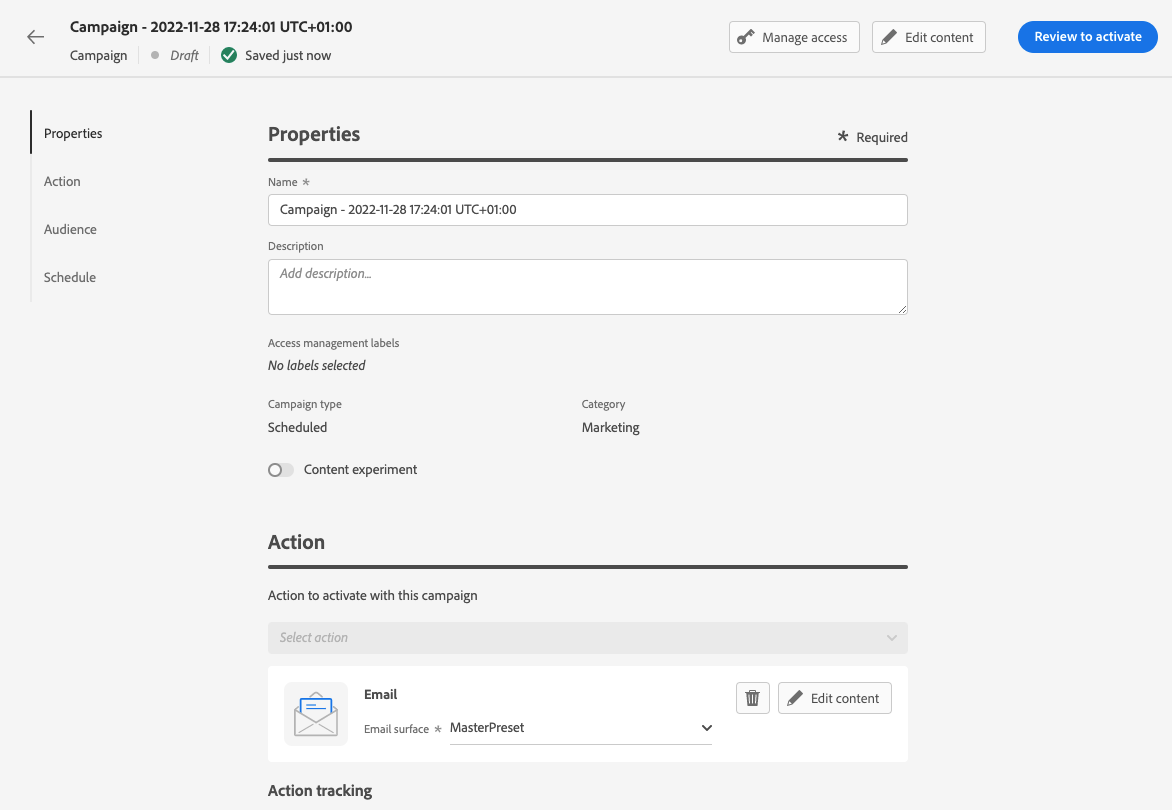 Campaign - 2022-11-28 17:24:01 UTC+01:00
Campaign Draft Saved just now
Manage access
Edit content
Review to activate
Properties
Action
Audience
Schedule
Properties
* Required
Name *
Campaign - 2022-11-28 17:24:01 UTC+01:00
Description
Add description...
Access management labels
No labels selected
Campaign type
Scheduled
Category
Marketing
Content experiment
Action
Action to activate with this campaign
Select action
Email
Edit content
Email surface * MasterPreset
Action tracking